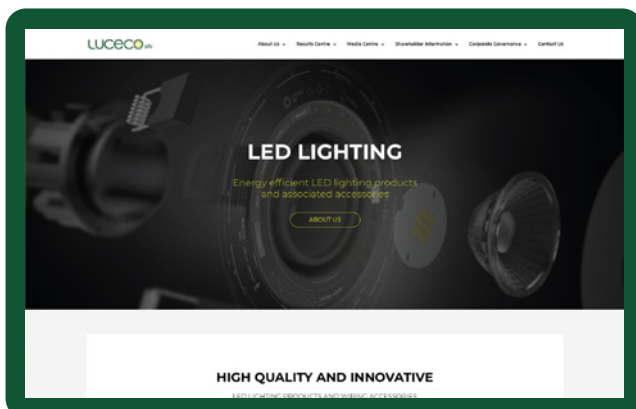 LUCECO plc
About Us
Results Centre
Media Centre
Shareholder Information
Corporate Governance
Contact Us
LED LIGHTING
Energy efficient LED lighting products
and associated accessories
ABOUT US
HIGH QUALITY AND INNOVATIVE
LED LIGHTING PRODUCTS AND WIRING ACCESSORIES